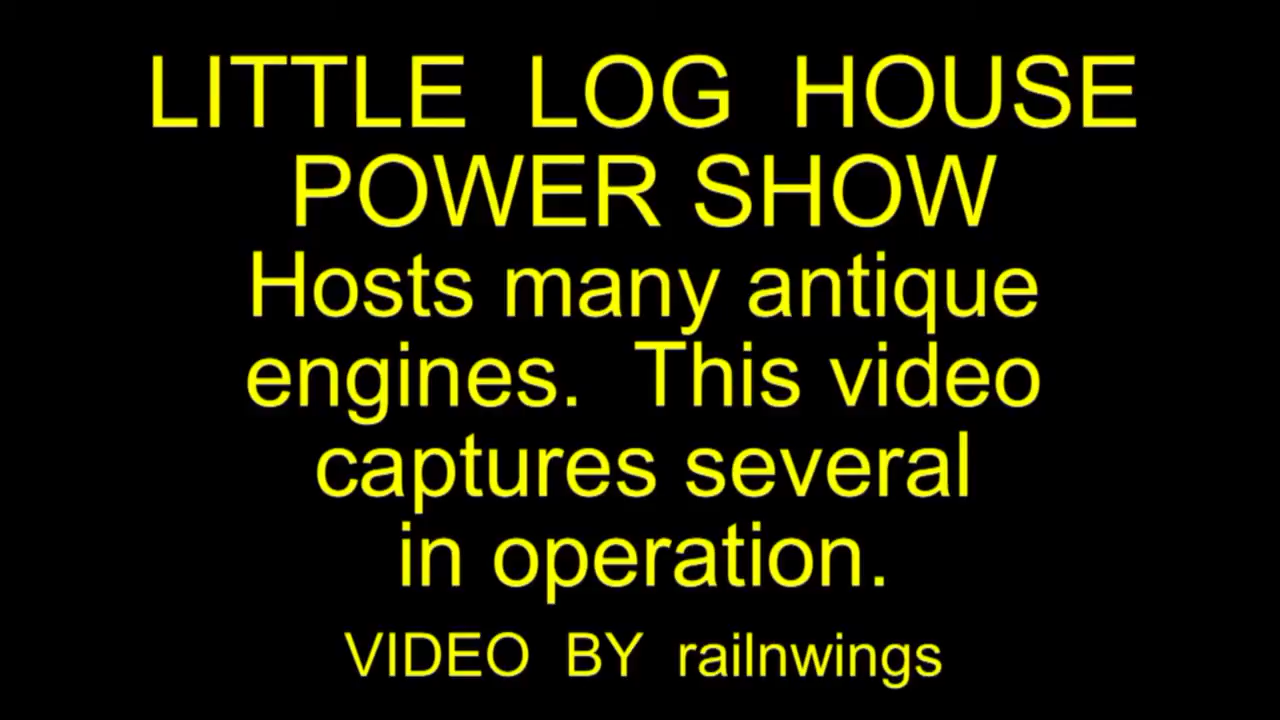 LITTLE LOG HOUSE
POWER SHOW
Hosts many antique
engines. This video
captures several
in operation.
VIDEO BY railnwings